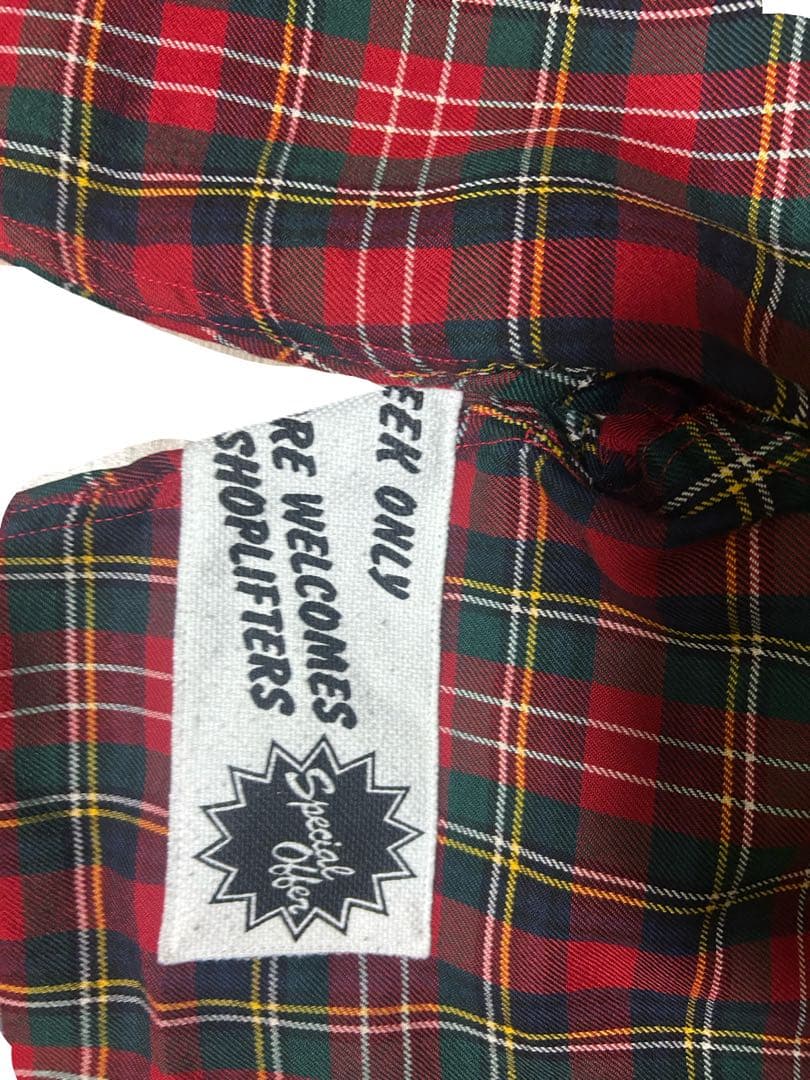 EEK ONLY
RE WELCOMES
SHOPLIFTERS
Special
Offer